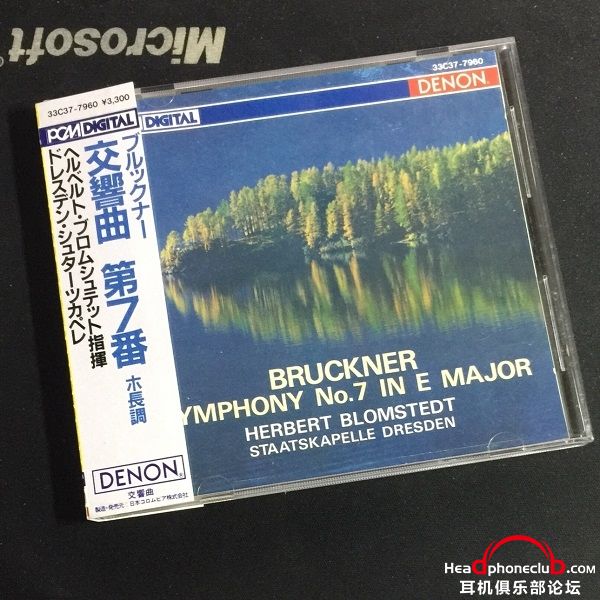 Microsoft
33C37-7960 ¥3,300
PCM DIGITAL
ブルックナー
交響曲 第7番 ホ長調
ヘルベルト・ブロムシュテット指揮
ドレスデン・シュターツカペレ
DENON
交響曲
製造・発売元:日本コロムビア株式会社
33C37-7960
DIGITAL
DENON
BRUCKNER
YMPHONY No.7 IN E MAJOR
HERBERT BLOMSTEDT
STAATSKAPELLE DRESDEN
Headphoneclub.com
耳机俱乐部论坛